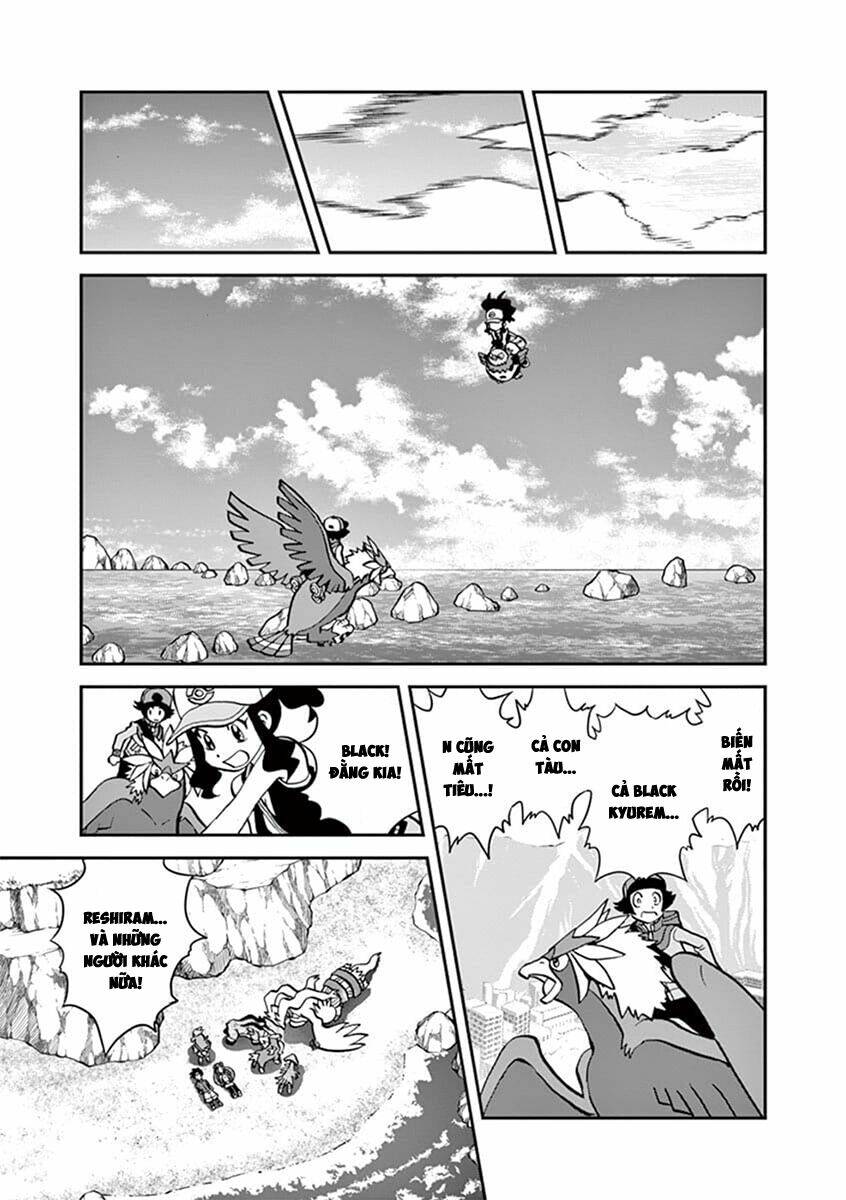 BIẾN
MẤT
RỒI!
CẢ BLACK
KYUREM...
CẢ CON
TÀU...
N CŨNG
MẤT
TIÊU...!
BLACK!
ĐẰNG KIA!
RESHIRAM...
VÀ NHỮNG
NGƯỜI KHÁC
NỮA!